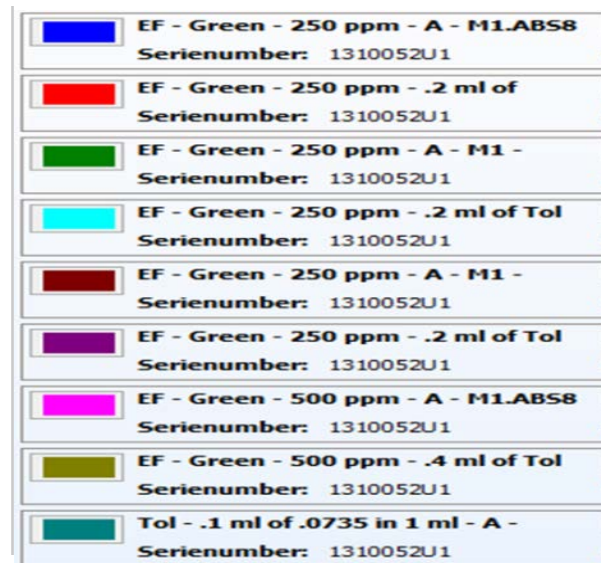 EF - Green - 250 ppm - A - M1.ABS8
Serienumber: 1310052U1
EF - Green - 250 ppm - .2 ml of
Serienumber: 1310052U1
EF - Green - 250 ppm - A - M1 -
Serienumber: 1310052U1
EF - Green - 250 ppm - .2 ml of Tol
Serienumber: 1310052U1
EF - Green - 250 ppm - A - M1 -
Serienumber: 1310052U1
EF - Green - 250 ppm - .2 ml of Tol
Serienumber: 1310052U1
EF - Green - 500 ppm - A - M1.ABS8
Serienumber: 1310052U1
EF - Green - 500 ppm - .4 ml of Tol
Serienumber: 1310052U1
Tol - .1 ml of .0735 in 1 ml - A -
Serienumber: 1310052U1